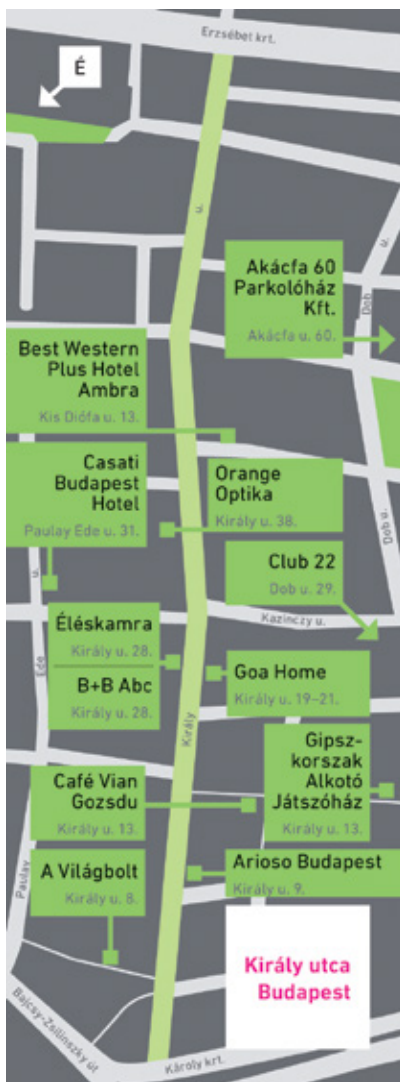 Erzsébet krt.
É
u.
Akácfa 60
Parkolóház
Kft.
Akácfa u. 60.
u.
Dob
Best Western
Plus Hotel
Ambra
Kis Diófa u. 13.
Casati
Budapest
Hotel
Paulay Ede u. 31.
Orange
Optika
Király u. 38.
Dob u.
Club 22
Dob u. 29.
u.
Kazinczy u.
Éléskamra
Király u. 28.
B+B Abc
Király u. 28.
Ede
Goa Home
Király u. 19–21.
Király
Gipsz-
korszak
Alkotó
Játszóház
Király u. 13.
Café Vian
Gozsdu
Király u. 13.
Paulay
A Világbolt
Király u. 8.
Arioso Budapest
Király u. 9.
Király utca
Budapest
Bajcsy-Zsilinszky út
Károly krt.